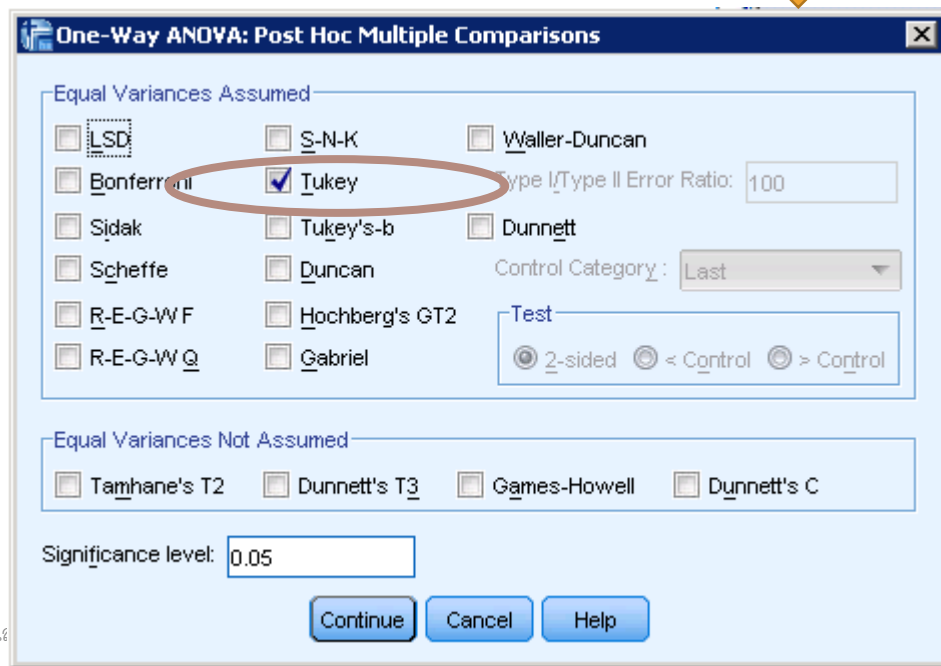 One-Way ANOVA: Post Hoc Multiple Comparisons
Equal Variances Assumed
LSD S-N-K Waller-Duncan
Bonferroni Tukey Type I/Type II Error Ratio: 100
Sidak Tukey's-b Dunnett
Scheffe Duncan Control Category : Last
R-E-G-W F Hochberg's GT2 Test
R-E-G-W Q Gabriel 2-sided < Control > Control
Equal Variances Not Assumed
Tamhane's T2 Dunnett's T3 Games-Howell Dunnett's C
Significance level: 0.05
Continue Cancel Help